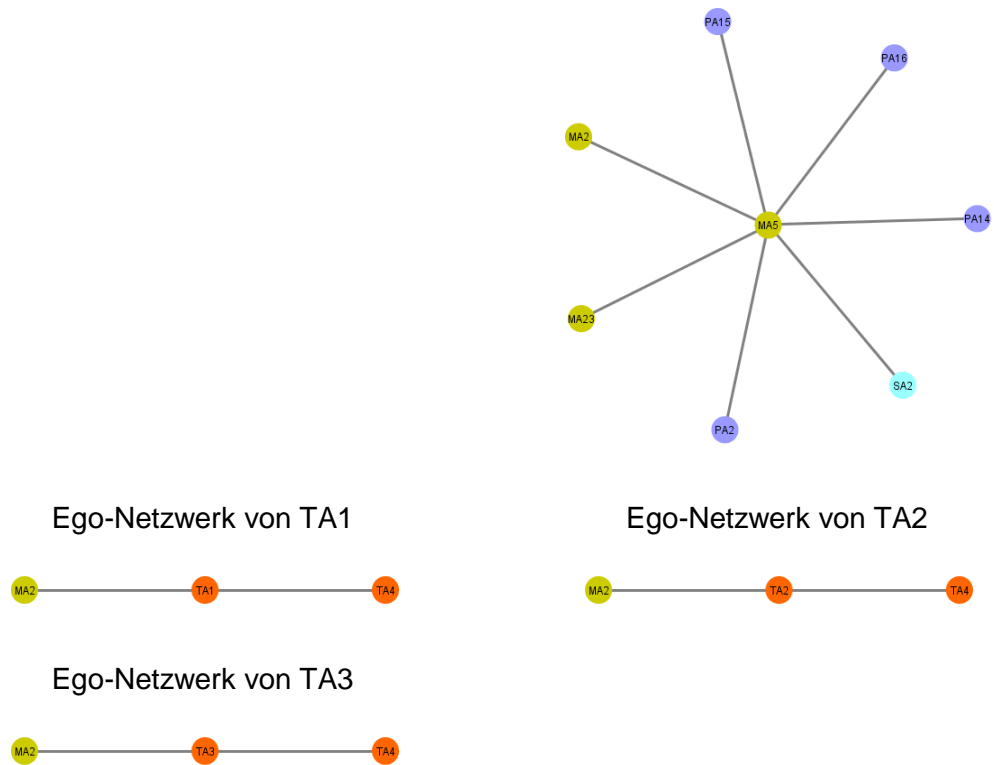 PA15
PA16
MA2
MA5
PA14
MA23
SA2
PA2
Ego-Netzwerk von TA1
Ego-Netzwerk von TA2
MA2 TA1 TA4
MA2 TA2 TA4
Ego-Netzwerk von TA3
MA2 TA3 TA4